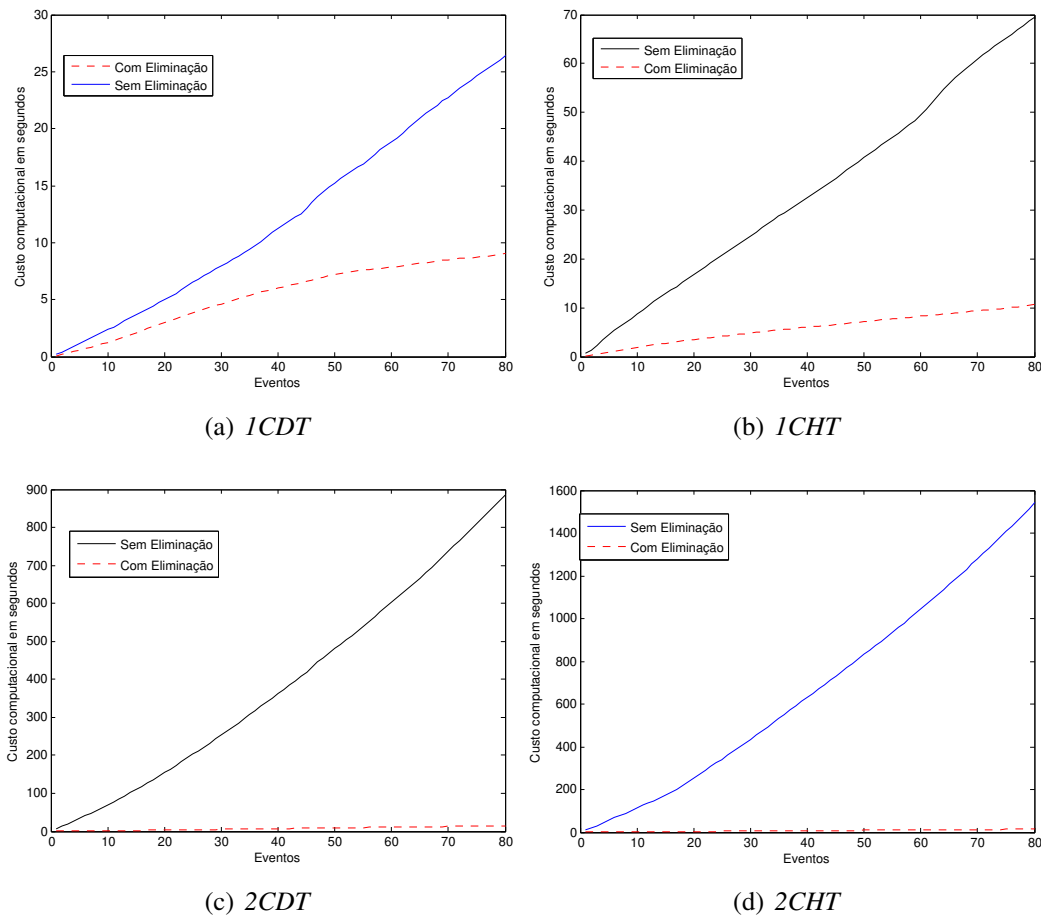 30
25
20
15
10
5
0
Custo computacional em segundos
Com Eliminação
Sem Eliminação
0 10 20 30 40 50 60 70 80
Eventos
(a) 1CDT
70
60
50
40
30
20
10
0
Custo computacional em segundos
Sem Eliminação
Com Eliminação
0 10 20 30 40 50 60 70 80
Eventos
(b) 1CHT
900
800
700
600
500
400
300
200
100
0
Custo computacional em segundos
Sem Eliminação
Com Eliminação
0 10 20 30 40 50 60 70 80
Eventos
(c) 2CDT
1600
1400
1200
1000
800
600
400
200
0
Custo computacional em segundos
Sem Eliminação
Com Eliminação
0 10 20 30 40 50 60 70 80
Eventos
(d) 2CHT